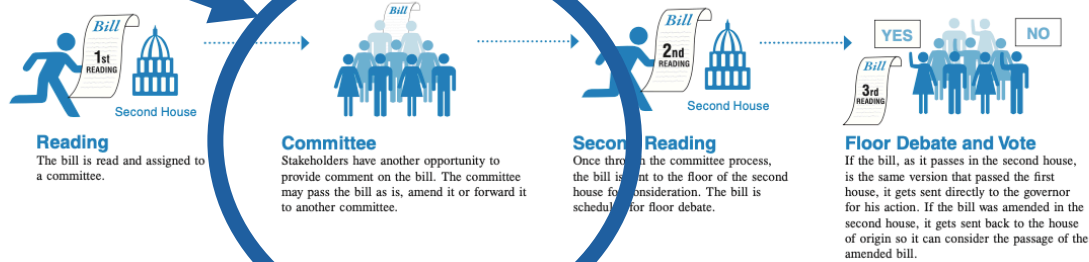 Bill
1st
READING
Second House
Reading
The bill is read and assigned to
a committee.
Bill
Committee
Stakeholders have another opportunity to
provide comment on the bill. The committee
may pass the bill as is, amend it or forward it
to another committee.
Bill
2nd
READING
Second House
Second Reading
Once through the committee process,
the bill is sent to the floor of the second
house for consideration. The bill is
scheduled for floor debate.
YES
NO
Bill
3rd
READING
Floor Debate and Vote
If the bill, as it passes in the second house,
is the same version that passed the first
house, it gets sent directly to the governor
for his action. If the bill was amended in the
second house, it gets sent back to the house
of origin so it can consider the passage of the
amended bill.